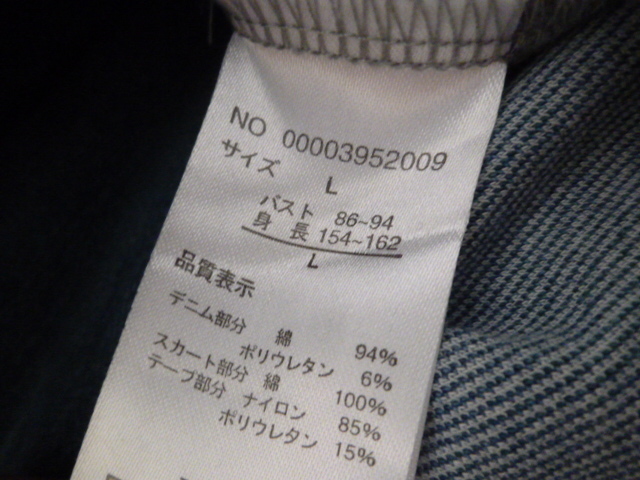 NO 00003952009
サイズ L
バスト 86~94
身 長 154~162
L
品質表示
デニム部分 綿 94%
ポリウレタン 6%
スカート部分 綿 100%
テープ部分 ナイロン 85%
ポリウレタン 15%